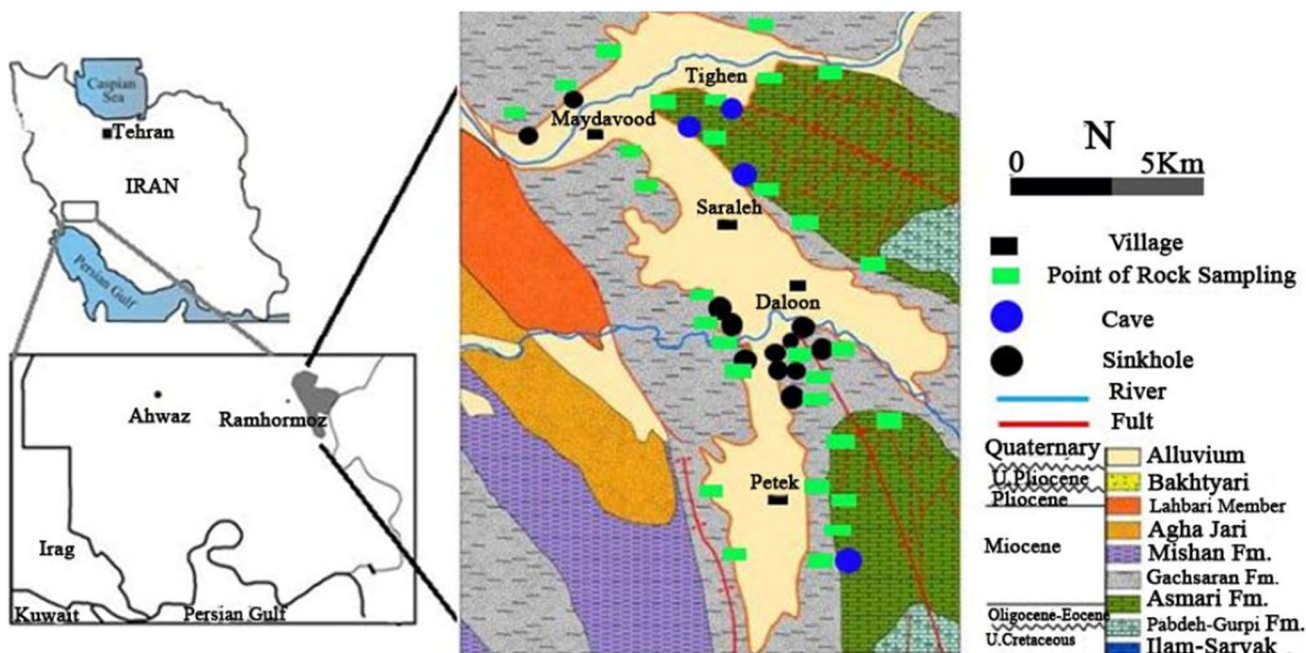 Caspian
Sea
Tehran
IRAN
Persian Gulf
Ahwaz
Ramhormoz
Irag
Kuwait
Persian Gulf
Tighen
Maydavood
Saraleh
Daloon
Petek
N
0 5Km
Village
Point of Rock Sampling
Cave
Sinkhole
River
Fult
Quaternary
U.Pliocene
Pliocene
Miocene
Oligocene-Eocene
U.Cretaceous
Alluvium
Bakhtyari
Lahbari Member
Agha Jari
Mishan Fm.
Gachsaran Fm.
Asmari Fm.
Pabdeh-Gurpi Fm.
Ilam-Sarvak